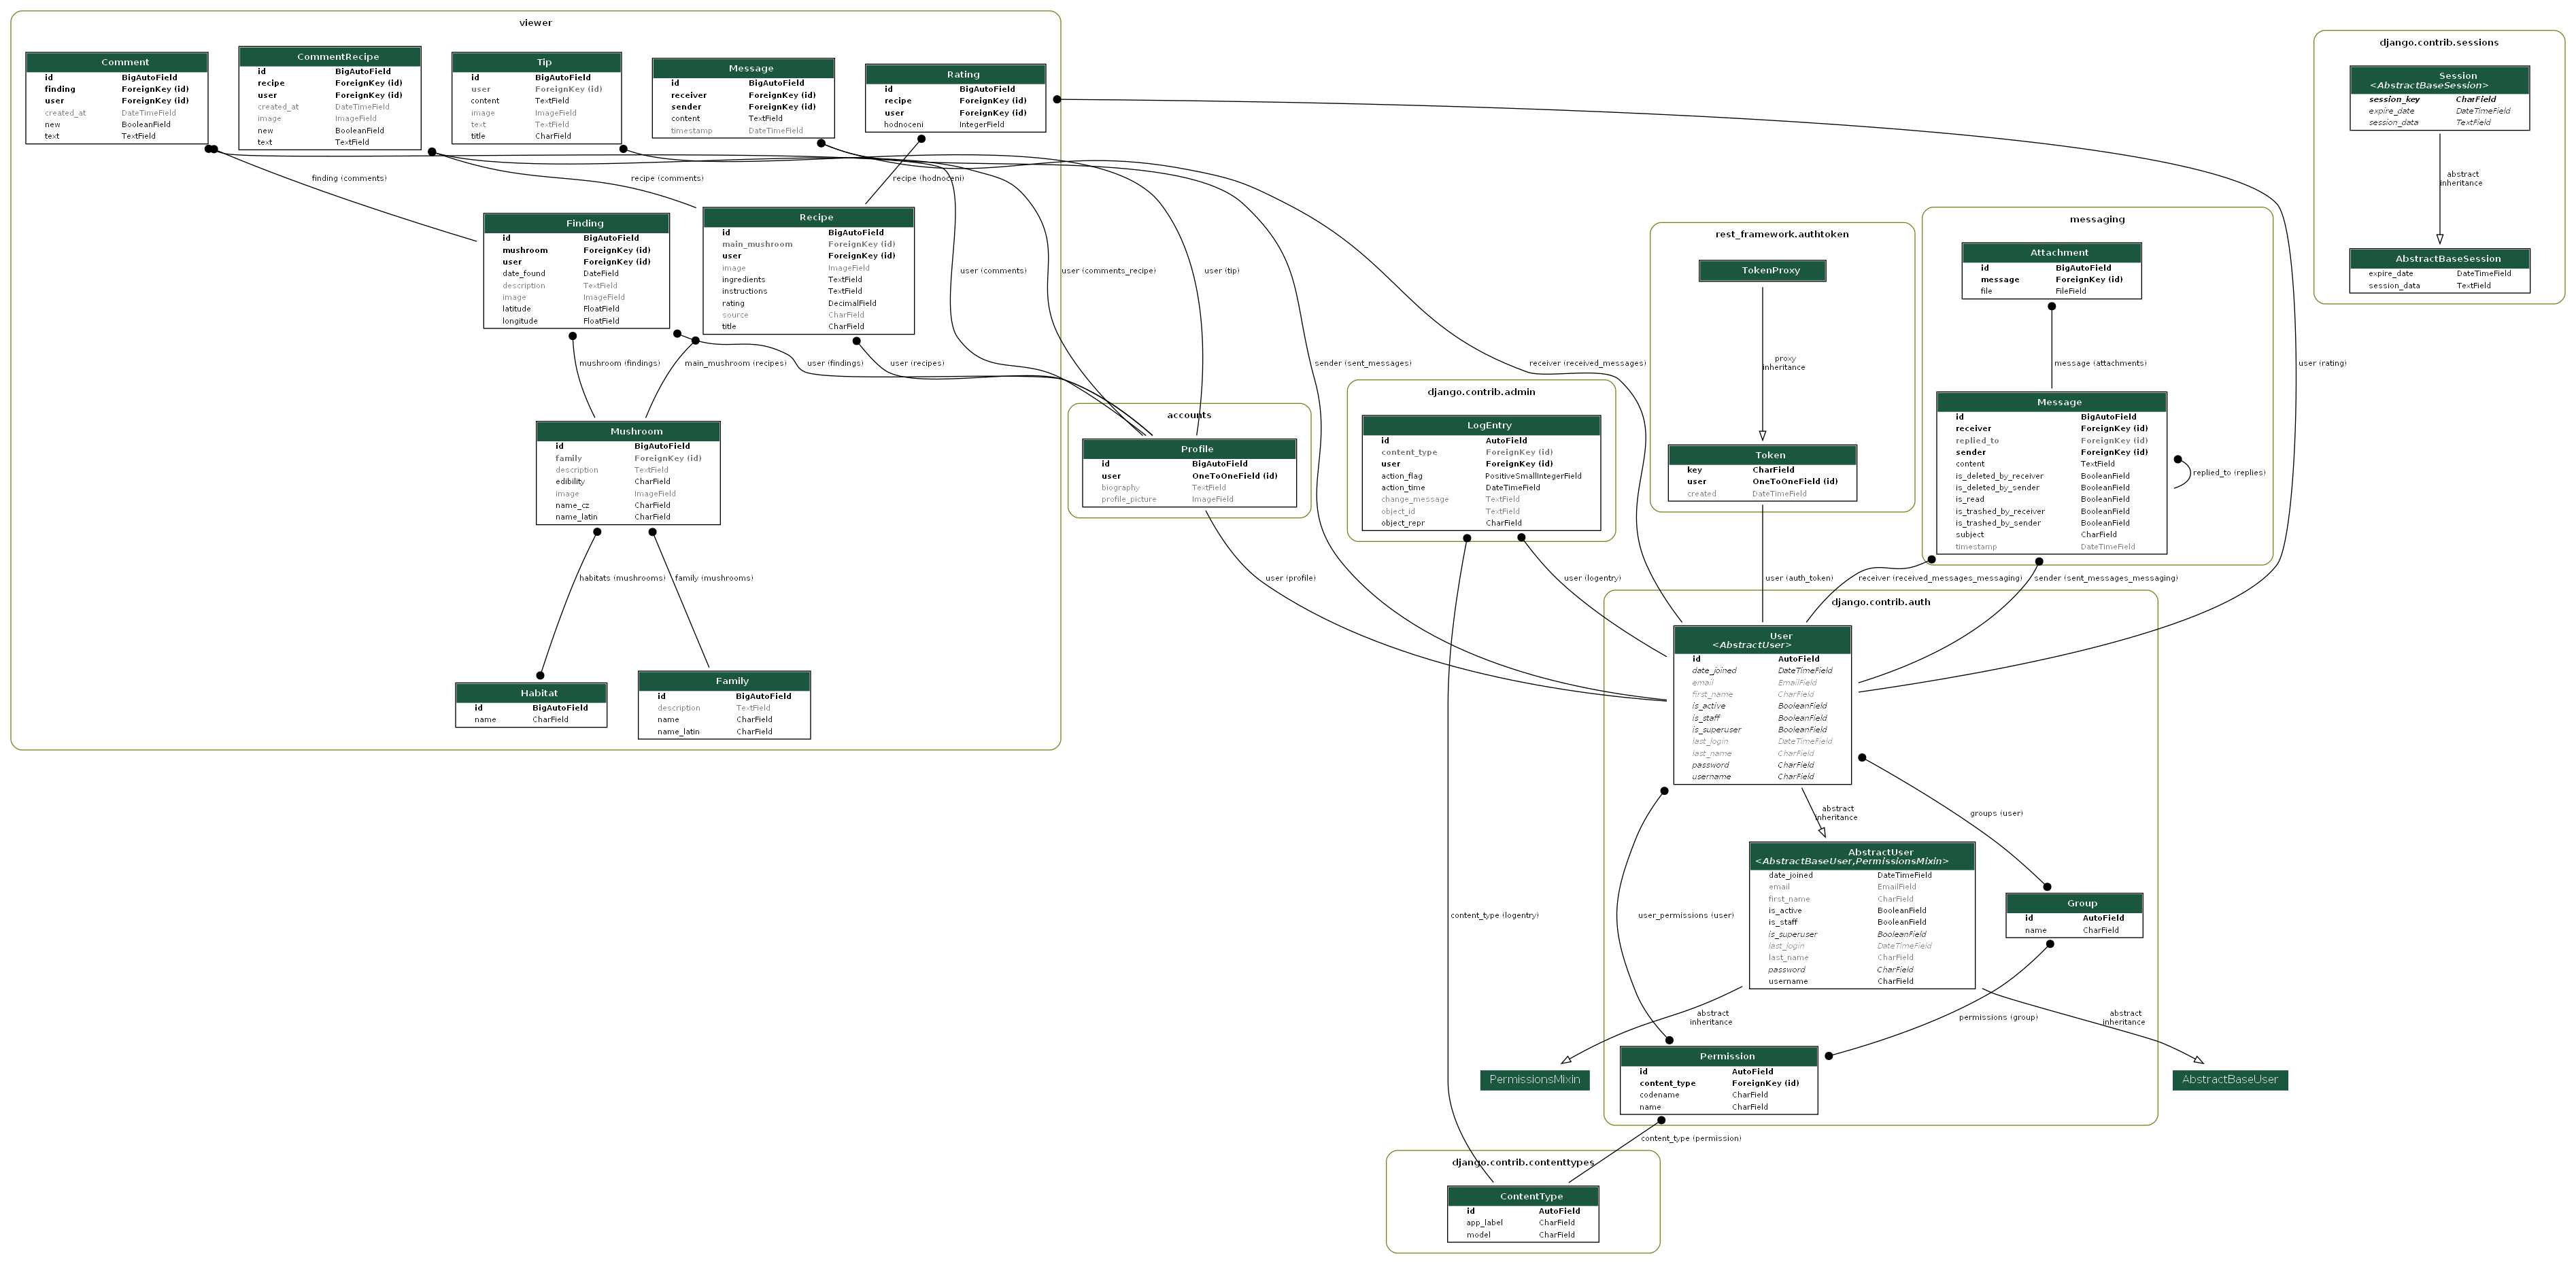 viewer
Comment
id BigAutoField
finding ForeignKey (id)
user ForeignKey (id)
created_at DateTimeField
new BooleanField
text TextField
CommentRecipe
id BigAutoField
recipe ForeignKey (id)
user ForeignKey (id)
created_at DateTimeField
image ImageField
new BooleanField
text TextField
Tip
id BigAutoField
user ForeignKey (id)
content TextField
image ImageField
text TextField
title CharField
Message
id BigAutoField
receiver ForeignKey (id)
sender ForeignKey (id)
content TextField
timestamp DateTimeField
Rating
id BigAutoField
recipe ForeignKey (id)
user ForeignKey (id)
hodnoceni IntegerField
finding (comments)
recipe (comments)
recipe (hodnoceni)
Finding
id BigAutoField
mushroom ForeignKey (id)
user ForeignKey (id)
date_found DateField
description TextField
image ImageField
latitude FloatField
longitude FloatField
Recipe
id BigAutoField
main_mushroom ForeignKey (id)
user ForeignKey (id)
image ImageField
ingredients TextField
instructions TextField
rating DecimalField
source CharField
title CharField
user (comments)
user (comments_recipe)
user (tip)
mushroom (findings)
main_mushroom (recipes)
user (findings)
user (recipes)
sender (sent_messages)
receiver (received_messages)
user (rating)
Mushroom
id BigAutoField
family ForeignKey (id)
description TextField
edibility CharField
image ImageField
name_cz CharField
name_latin CharField
habitats (mushrooms)
family (mushrooms)
Habitat
id BigAutoField
name CharField
Family
id BigAutoField
description TextField
name CharField
name_latin CharField
accounts
Profile
id BigAutoField
user OneToOneField (id)
biography TextField
profile_picture ImageField
user (profile)
django.contrib.admin
LogEntry
id AutoField
content_type ForeignKey (id)
user ForeignKey (id)
action_flag PositiveSmallIntegerField
action_time DateTimeField
change_message TextField
object_id TextField
object_repr CharField
user (logentry)
content_type (logentry)
rest_framework.authtoken
TokenProxy
proxy
inheritance
Token
key CharField
user OneToOneField (id)
created DateTimeField
user (auth_token)
messaging
Attachment
id BigAutoField
message ForeignKey (id)
file FileField
message (attachments)
Message
id BigAutoField
receiver ForeignKey (id)
replied_to ForeignKey (id)
sender ForeignKey (id)
content TextField
is_deleted_by_receiver BooleanField
is_deleted_by_sender BooleanField
is_read BooleanField
is_trashed_by_receiver BooleanField
is_trashed_by_sender BooleanField
subject CharField
timestamp DateTimeField
replied_to (replies)
receiver (received_messages_messaging)
sender (sent_messages_messaging)
django.contrib.sessions
Session
<AbstractBaseSession>
session_key CharField
expire_date DateTimeField
session_data TextField
abstract
inheritance
AbstractBaseSession
expire_date DateTimeField
session_data TextField
django.contrib.auth
User
<AbstractUser>
id AutoField
date_joined DateTimeField
email EmailField
first_name CharField
is_active BooleanField
is_staff BooleanField
is_superuser BooleanField
last_login DateTimeField
last_name CharField
password CharField
username CharField
abstract
inheritance
groups (user)
user_permissions (user)
AbstractUser
<AbstractBaseUser,PermissionsMixin>
date_joined DateTimeField
email EmailField
first_name CharField
is_active BooleanField
is_staff BooleanField
is_superuser BooleanField
last_login DateTimeField
last_name CharField
password CharField
username CharField
Group
id AutoField
name CharField
abstract
inheritance
permissions (group)
abstract
inheritance
Permission
id AutoField
content_type ForeignKey (id)
codename CharField
name CharField
PermissionsMixin
AbstractBaseUser
content_type (permission)
django.contrib.contenttypes
ContentType
id AutoField
app_label CharField
model CharField